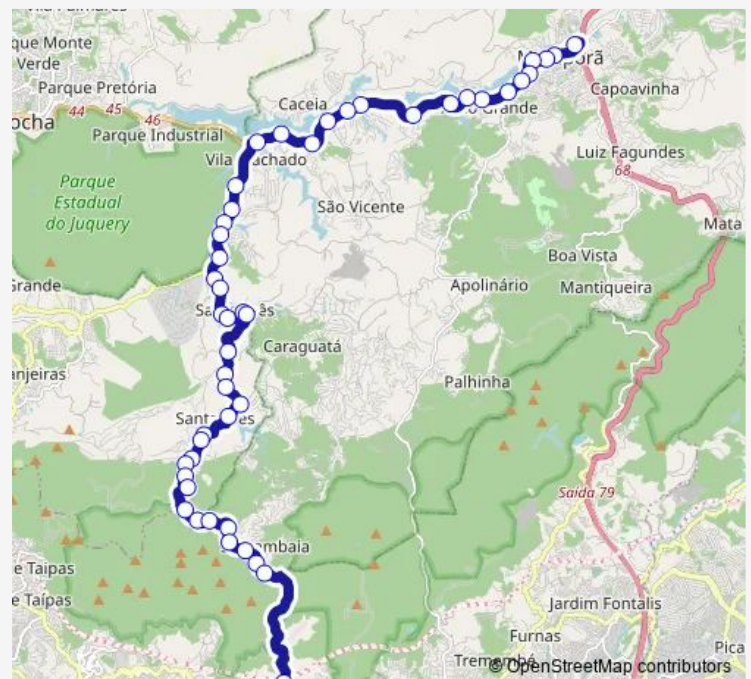 que Monte
Verde
Parque Pretória
44
45
46
ocha
Parque Industrial
Caceia
Capoavinha
Luiz Fagundes
68
Parque
Estadual
do Juquery
São Vicente
Mata
Boa Vista
Mantiqueira
Apolinário
Grande
Caraguatá
anjeiras
Palhinha
Saída 79
e Taipas
e Taípas
Jardim Fontalis
Furnas
Pica
Tremembé
© OpenStreetMap contributors